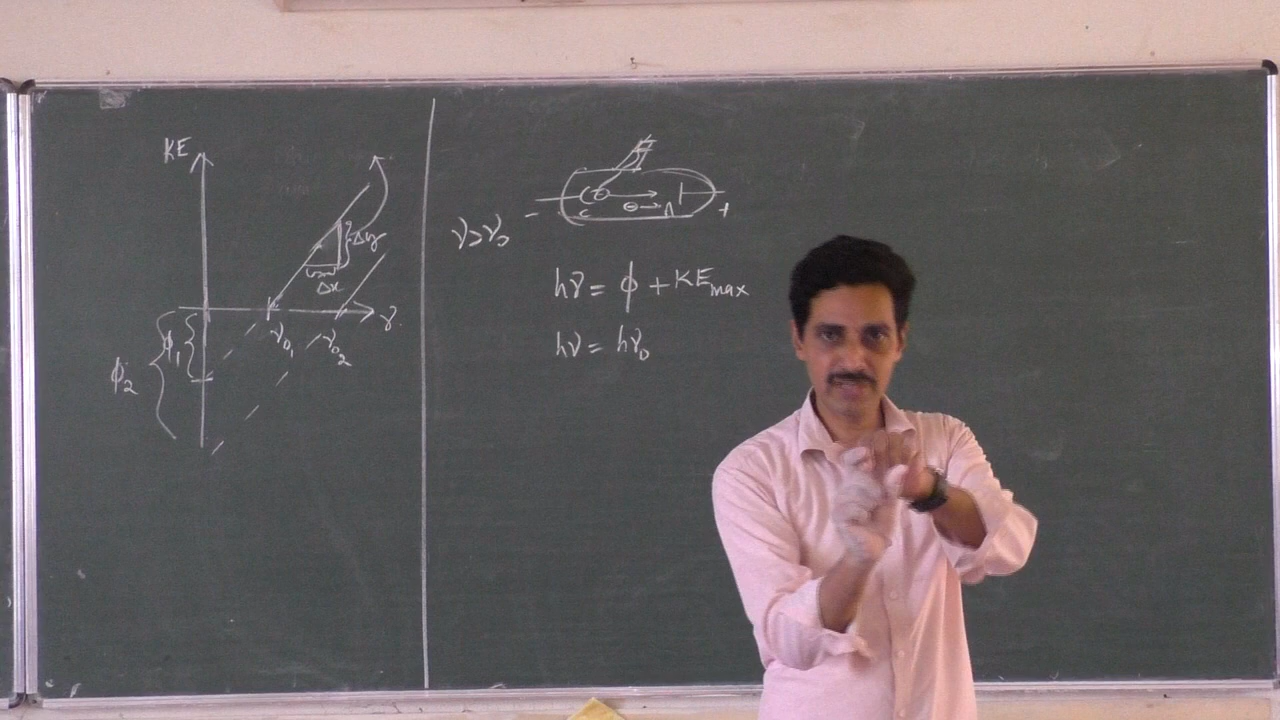 KE
Δy
Δx
ν
ν₀₁
ν₀₂
ϕ₁
ϕ₂
ν>ν₀
-
C
⊖→
A
+
hν = ϕ + KEmax
hν = hν₀